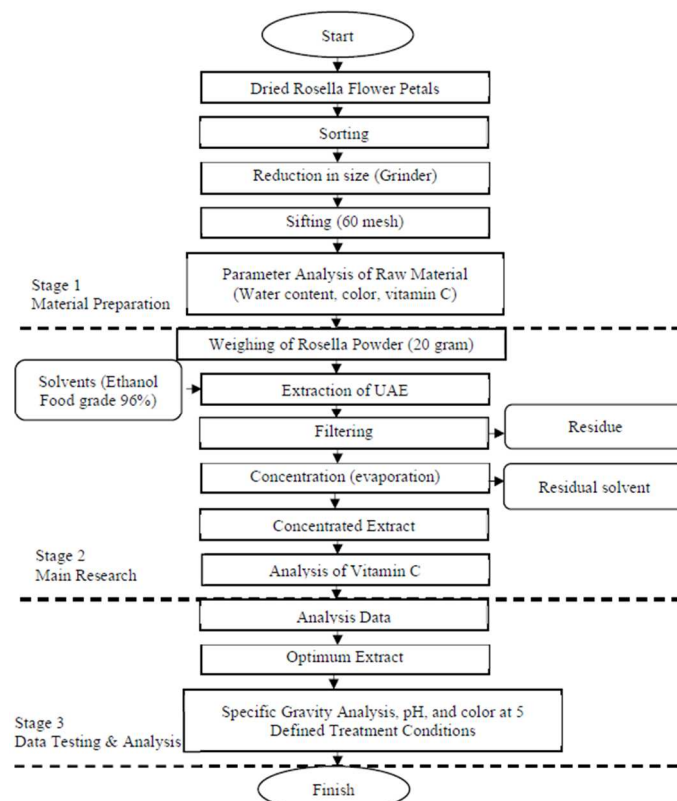 Start
Dried Rosella Flower Petals
Sorting
Reduction in size (Grinder)
Sifting (60 mesh)
Parameter Analysis of Raw Material
(Water content, color, vitamin C)
Stage 1
Material Preparation
Weighing of Rosella Powder (20 gram)
Solvents (Ethanol
Food grade 96%)
Extraction of UAE
Filtering
Residue
Concentration (evaporation)
Residual solvent
Concentrated Extract
Stage 2
Main Research
Analysis of Vitamin C
Analysis Data
Optimum Extract
Specific Gravity Analysis, pH, and color at 5
Defined Treatment Conditions
Stage 3
Data Testing & Analysis
Finish